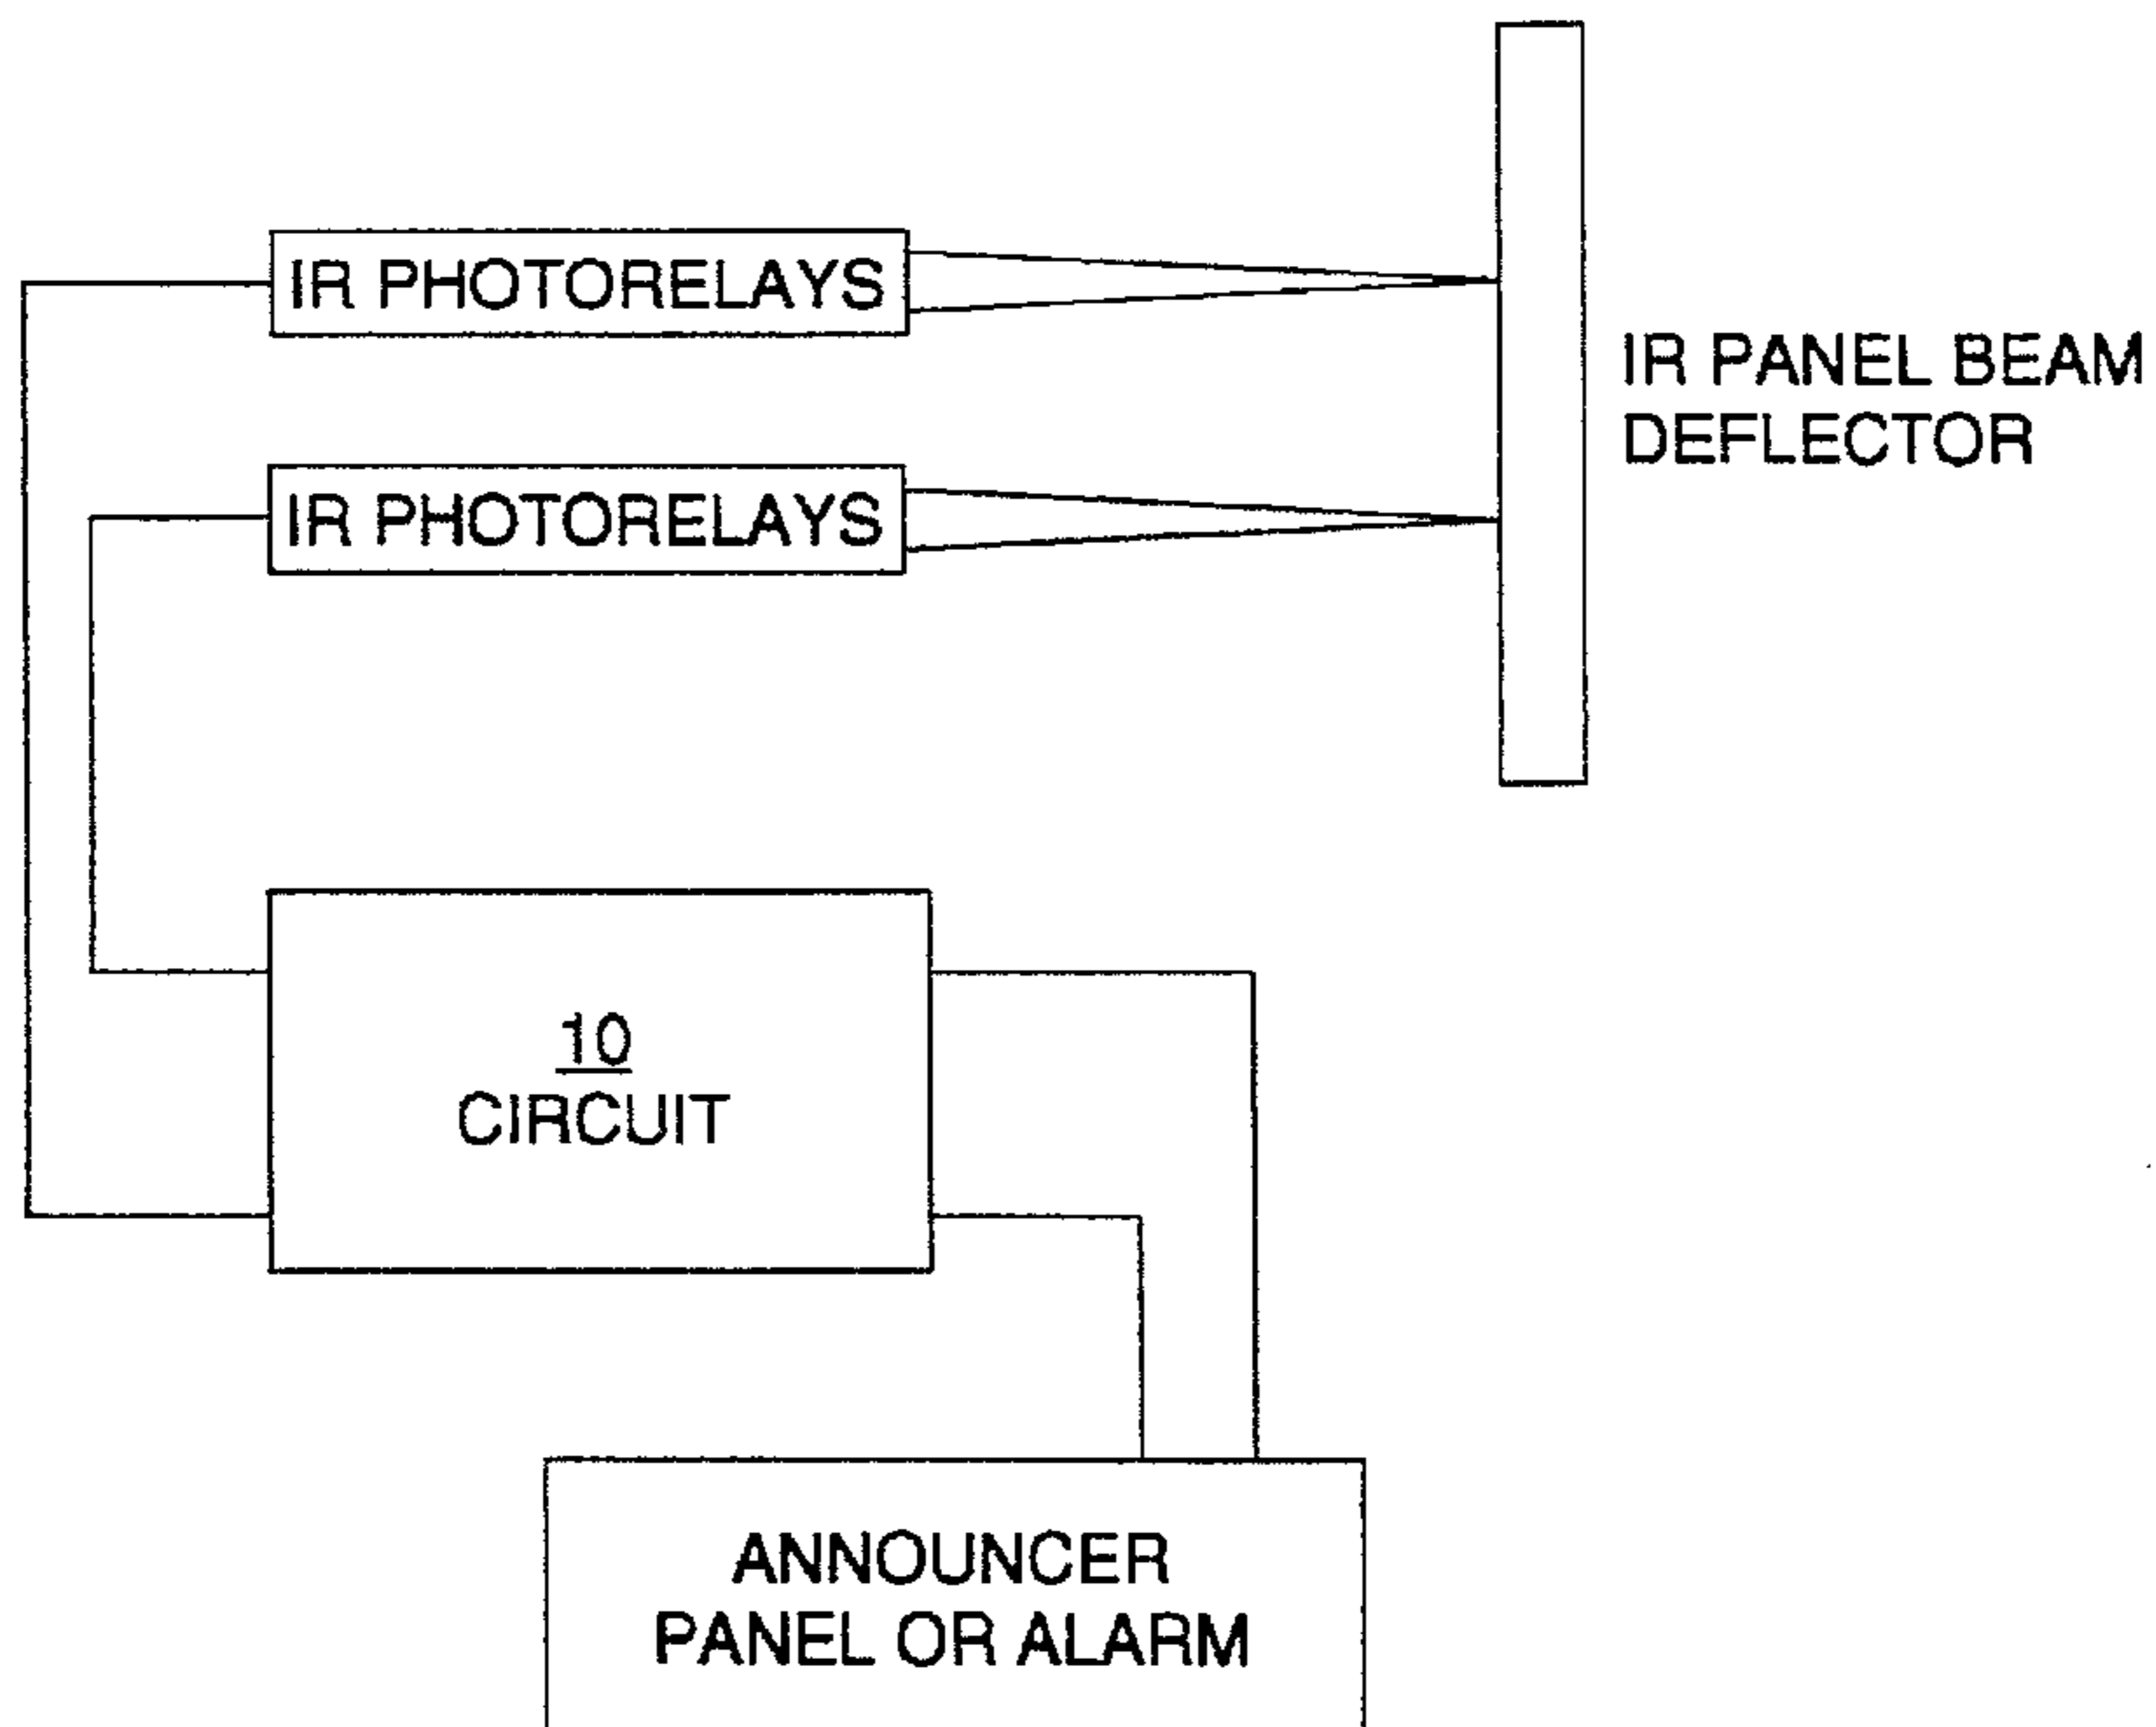 IR PHOTORELAYS
IR PANEL BEAM
DEFLECTOR
IR PHOTORELAYS
10
CIRCUIT
ANNOUNCER
PANEL OR ALARM